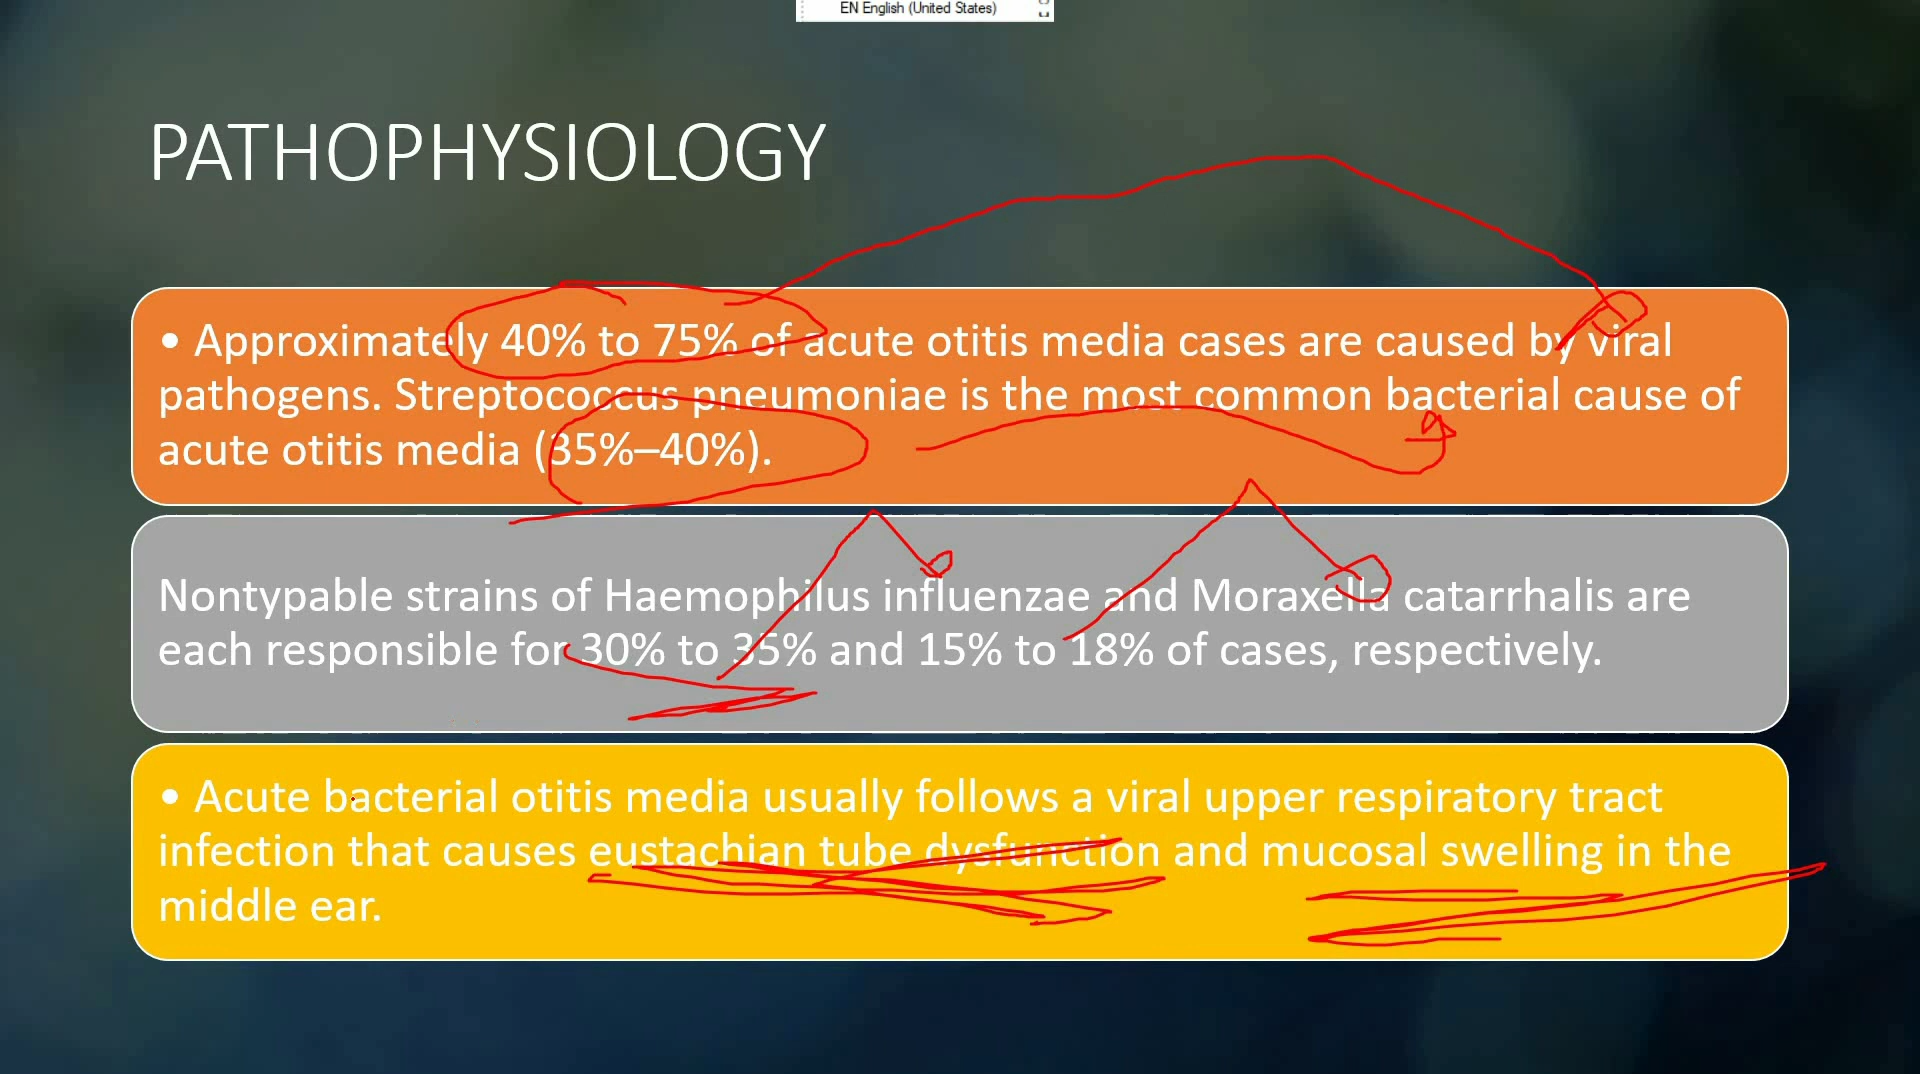 EN English (United States)
PATHOPHYSIOLOGY
• Approximately 40% to 75% of acute otitis media cases are caused by viral
pathogens. Streptococcus pneumoniae is the most common bacterial cause of
acute otitis media (35%–40%).
Nontypable strains of Haemophilus influenzae and Moraxella catarrhalis are
each responsible for 30% to 35% and 15% to 18% of cases, respectively.
• Acute bacterial otitis media usually follows a viral upper respiratory tract
infection that causes eustachian tube dysfunction and mucosal swelling in the
middle ear.